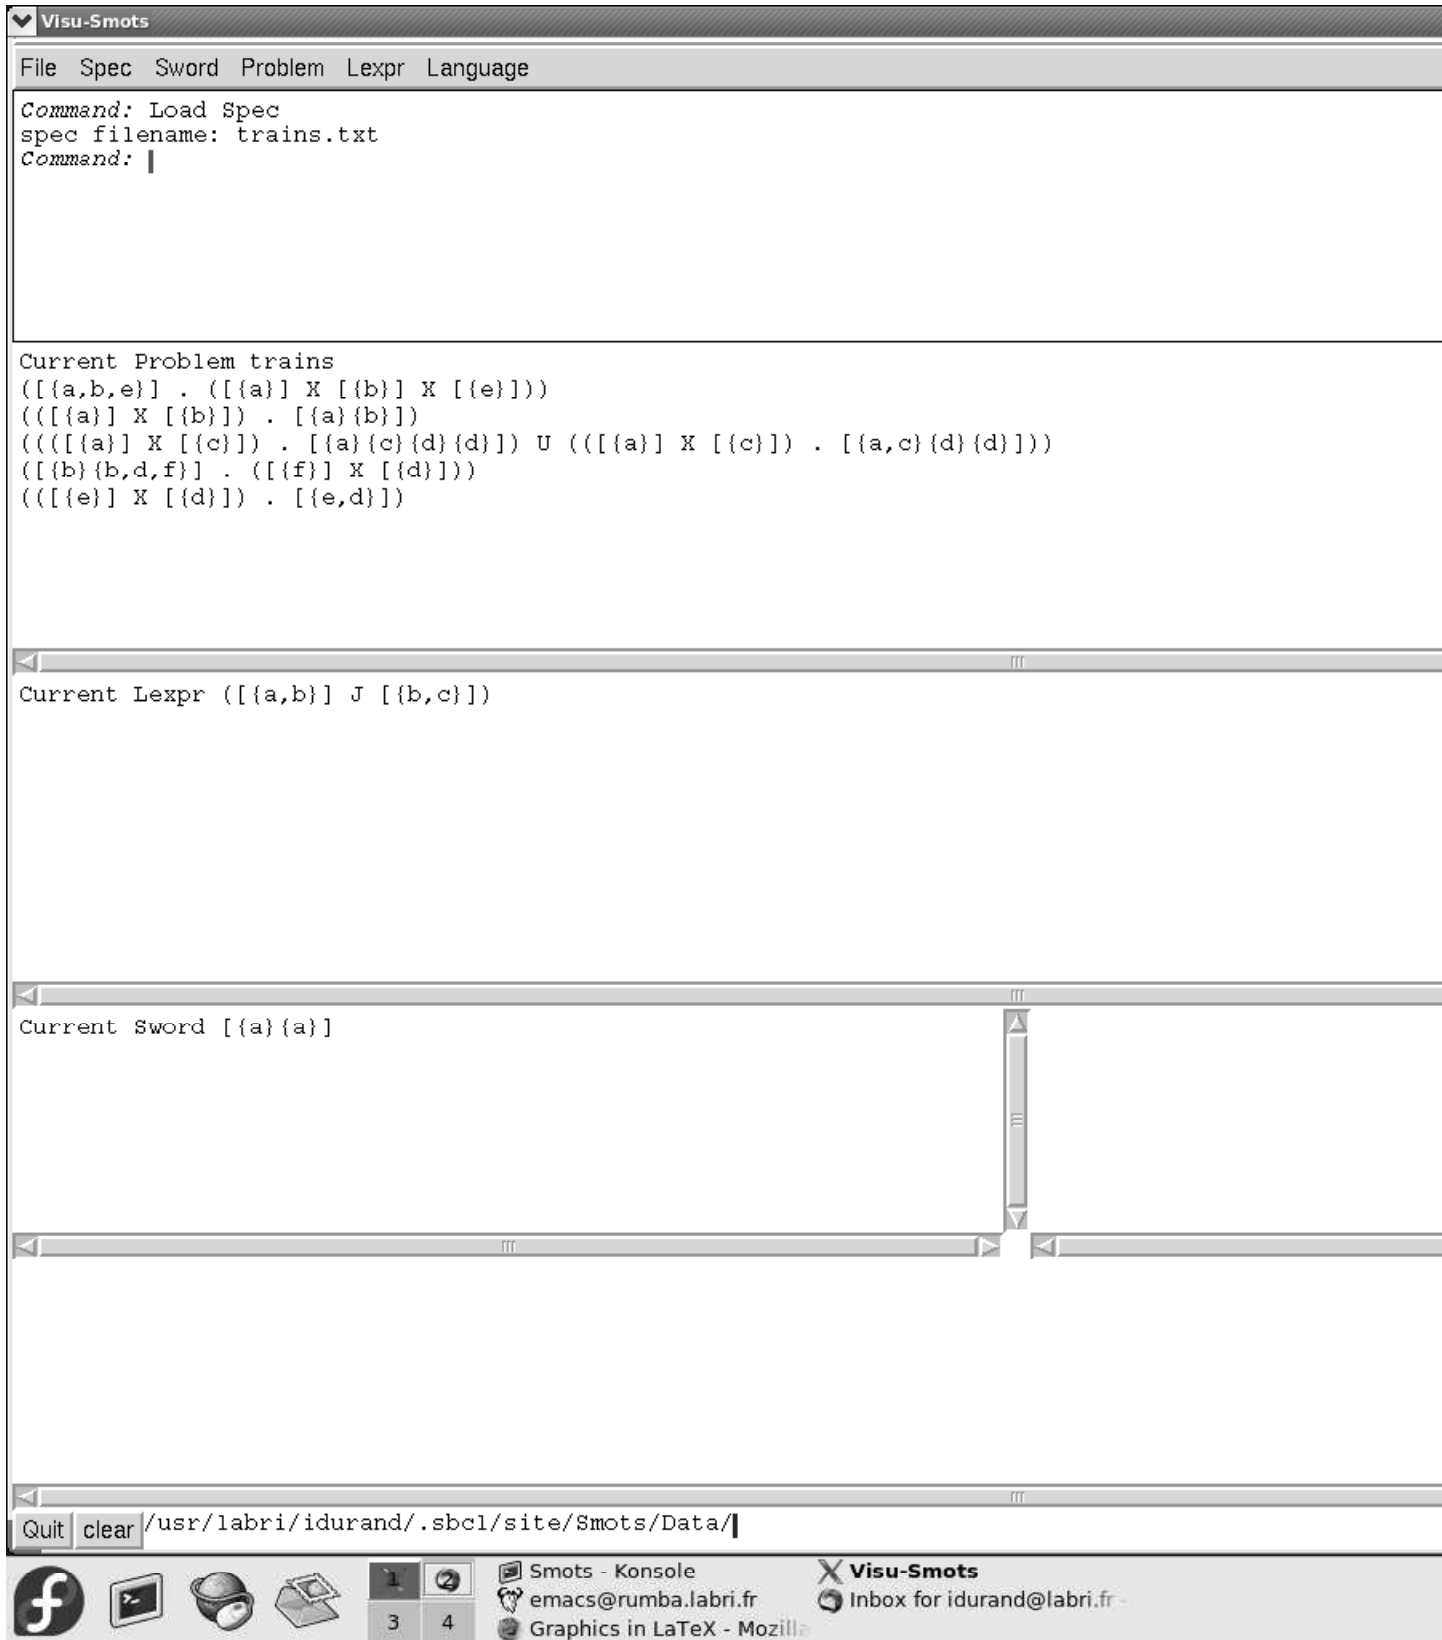 Visu-Smots
File Spec Sword Problem Lexpr Language
Command: Load Spec
spec filename: trains.txt
Command:
Current Problem trains
([{a,b,e}] . ([{a}] X [{b}] X [{e}]))
(([{a}] X [{b}]) . [{a}{b}])
((([{a}] X [{c}]) . [{a}{c}{d}{d}]) U (([{a}] X [{c}]) . [{a,c}{d}{d}]))
([{b}{b,d,f}] . ([{f}] X [{d}]))
(([{e}] X [{d}]) . [{e,d}])
Current Lexpr ([{a,b}] J [{b,c}])
Current Sword [{a}{a}]
Quit clear /usr/labri/idurand/.sbcl/site/Smots/Data/
1 2 Smots - Konsole Visu-Smots
emacs@rumba.labri.fr Inbox for idurand@labri.fr -
3 4 Graphics in LaTeX - Mozilla